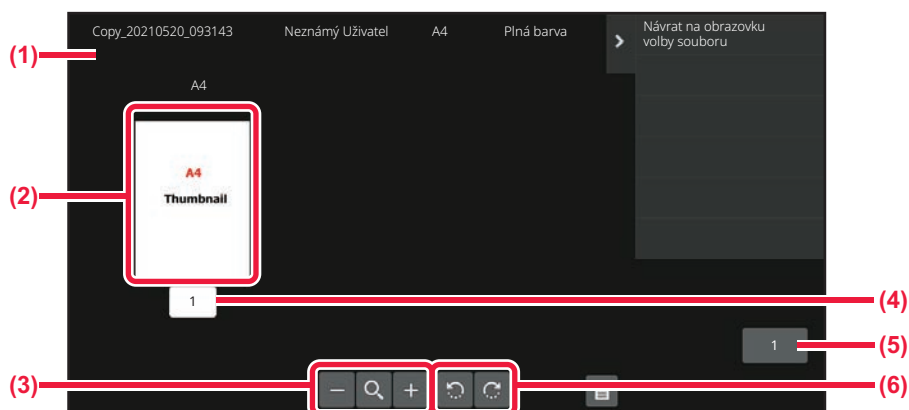 Copy_20210520_093143 Neznámý Uživatel A4 Plná barva
Návrat na obrazovku
volby souboru
(1)
A4
(2)
A4
Thumbnail
1
(4)
1
(5)
(3)
(6)